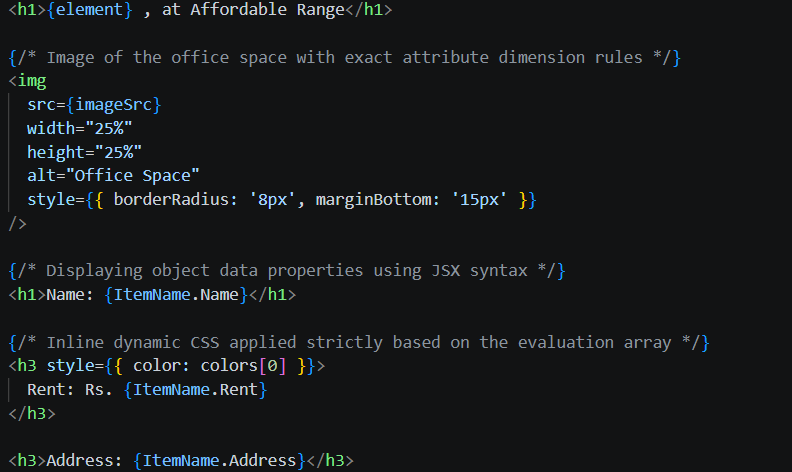 <h1>{element} , at Affordable Range</h1>
{/* Image of the office space with exact attribute dimension rules */}
<img
src={imageSrc}
width="25%"
height="25%"
alt="Office Space"
style={{ borderRadius: '8px', marginBottom: '15px' }}
/>
{/* Displaying object data properties using JSX syntax */}
<h1>Name: {ItemName.Name}</h1>
{/* Inline dynamic CSS applied strictly based on the evaluation array */}
<h3 style={{ color: colors[0] }}>
Rent: Rs. {ItemName.Rent}
</h3>
<h3>Address: {ItemName.Address}</h3>